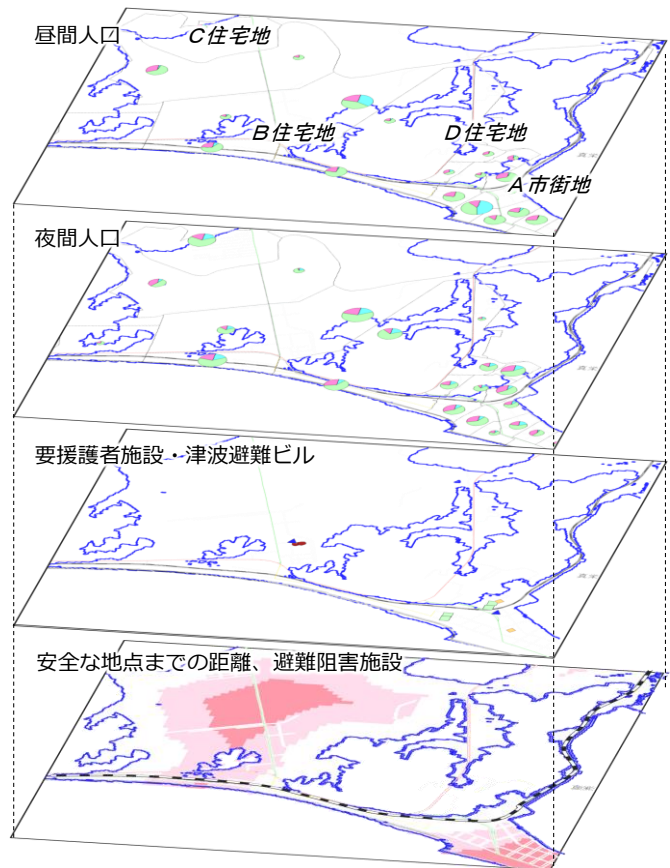 昼間人口
C住宅地
B住宅地
D住宅地
A市街地
夜間人口
要援護者施設・津波避難ビル
安全な地点までの距離、避難阻害施設